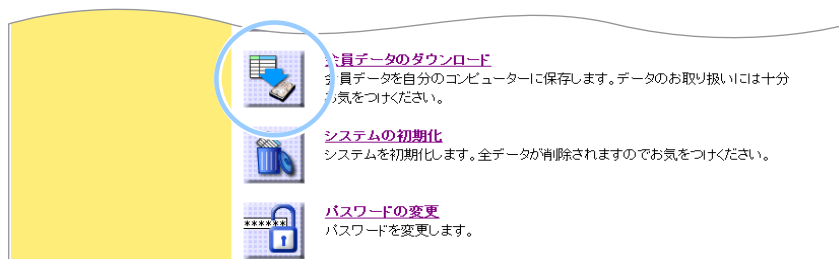 会員データのダウンロード
会員データを自分のコンピューターに保存します。データのお取り扱いには十分
お気をつけください。
システムの初期化
システムを初期化します。全データが削除されますのでお気をつけください。
パスワードの変更
*****
パスワードを変更します。